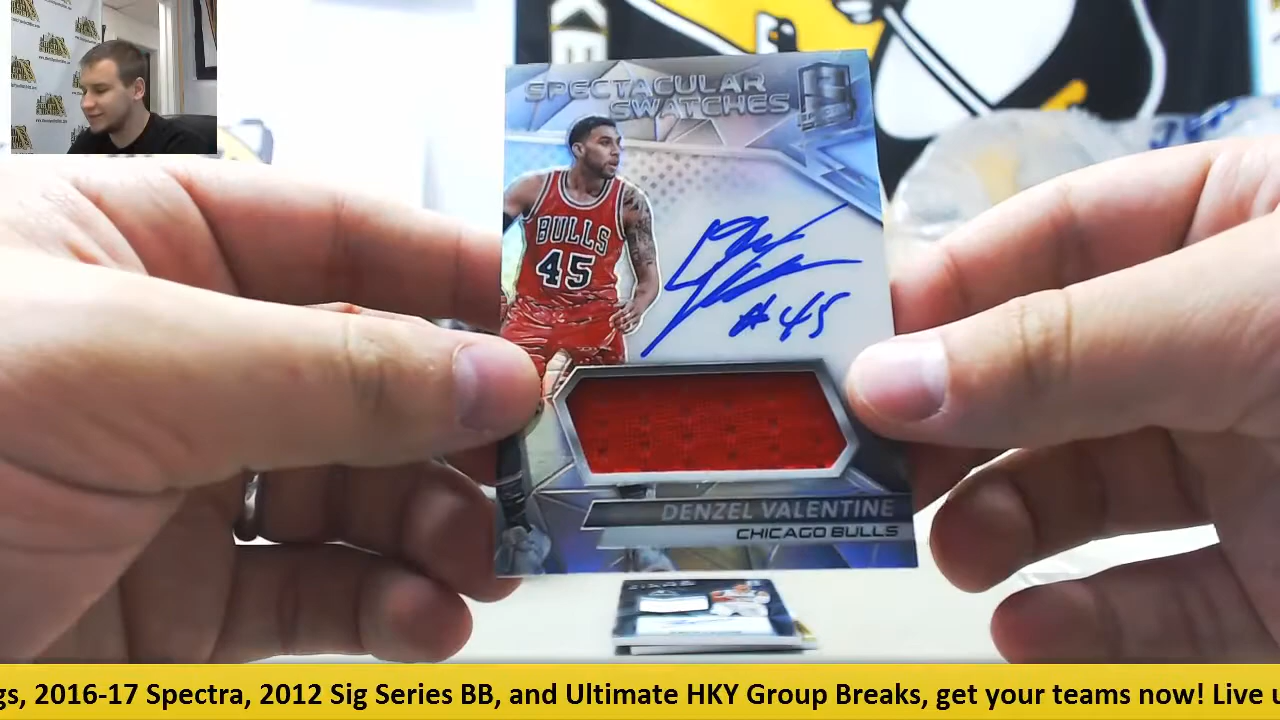 SPECTACULAR
SWATCHES
BULLS
45
#45
DENZEL VALENTINE
CHICAGO BULLS
gs, 2016-17 Spectra, 2012 Sig Series BB, and Ultimate HKY Group Breaks, get your teams now! Live u